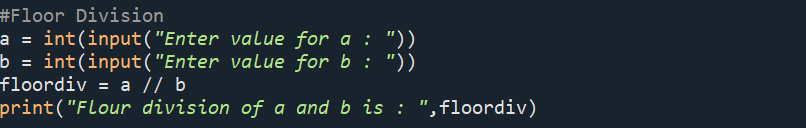 #Floor Division
a = int(input("Enter value for a : "))
b = int(input("Enter value for b : "))
floordiv = a // b
print("Flour division of a and b is : ",floordiv)